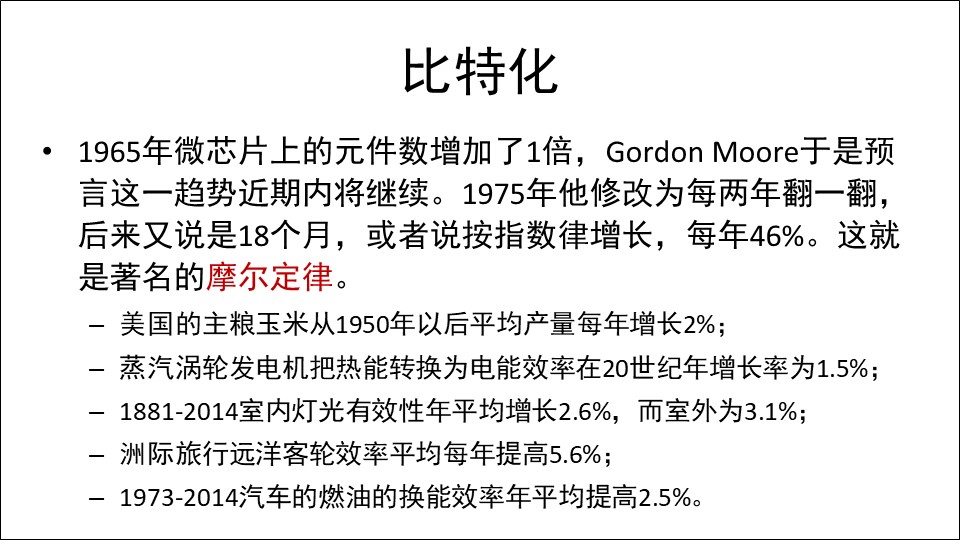 比特化
• 1965年微芯片上的元件数增加了1倍，Gordon Moore于是预
言这一趋势近期内将继续。1975年他修改为每两年翻一翻，
后来又说是18个月，或者说按指数律增长，每年46%。这就
是著名的摩尔定律。
– 美国的主粮玉米从1950年以后平均产量每年增长2%；
– 蒸汽涡轮发电机把热能转换为电能效率在20世纪年增长率为1.5%；
– 1881-2014室内灯光有效性年平均增长2.6%，而室外为3.1%；
– 洲际旅行远洋客轮效率平均每年提高5.6%；
– 1973-2014汽车的燃油的换能效率年平均提高2.5%。